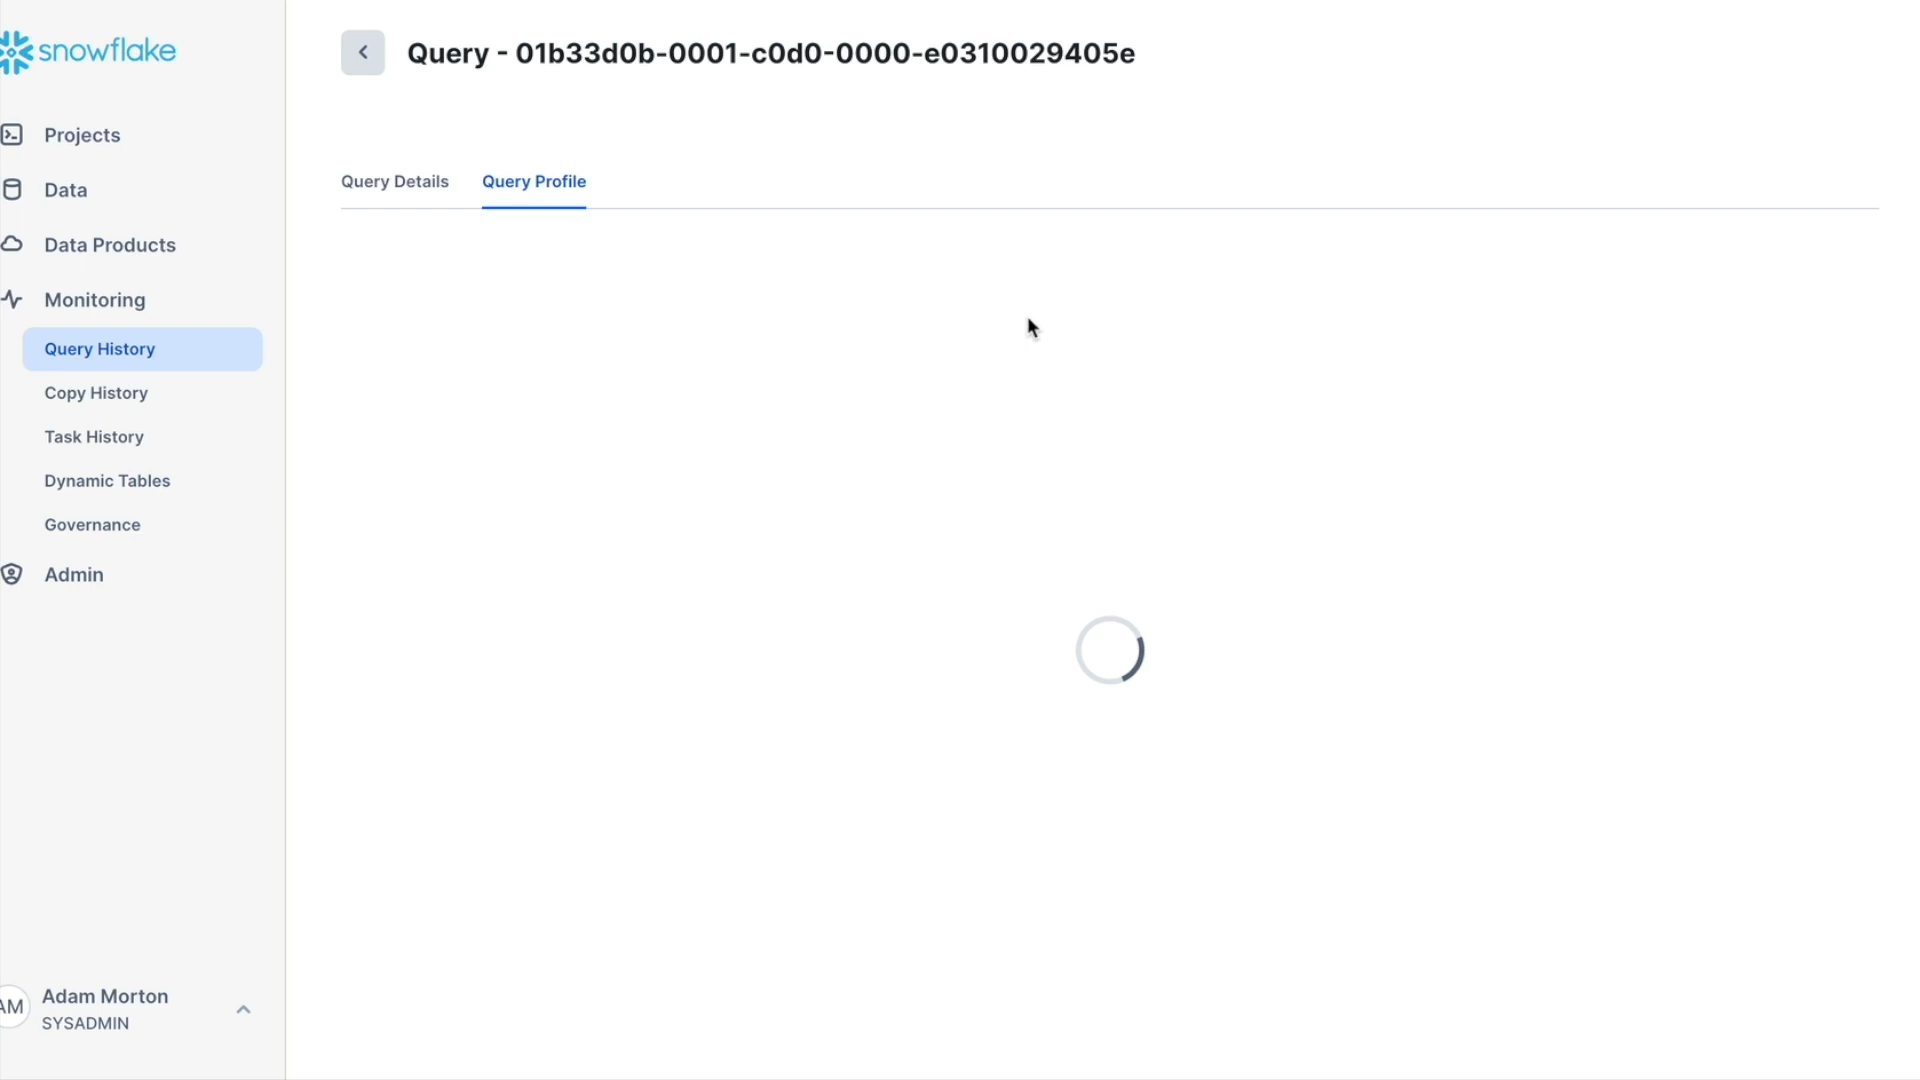 snowflake
Query - 01b33d0b-0001-c0d0-0000-e0310029405e
Projects
Data
Data Products
Monitoring
Query History
Copy History
Task History
Dynamic Tables
Governance
Admin
Query Details
Query Profile
AM
Adam Morton
SYSADMIN